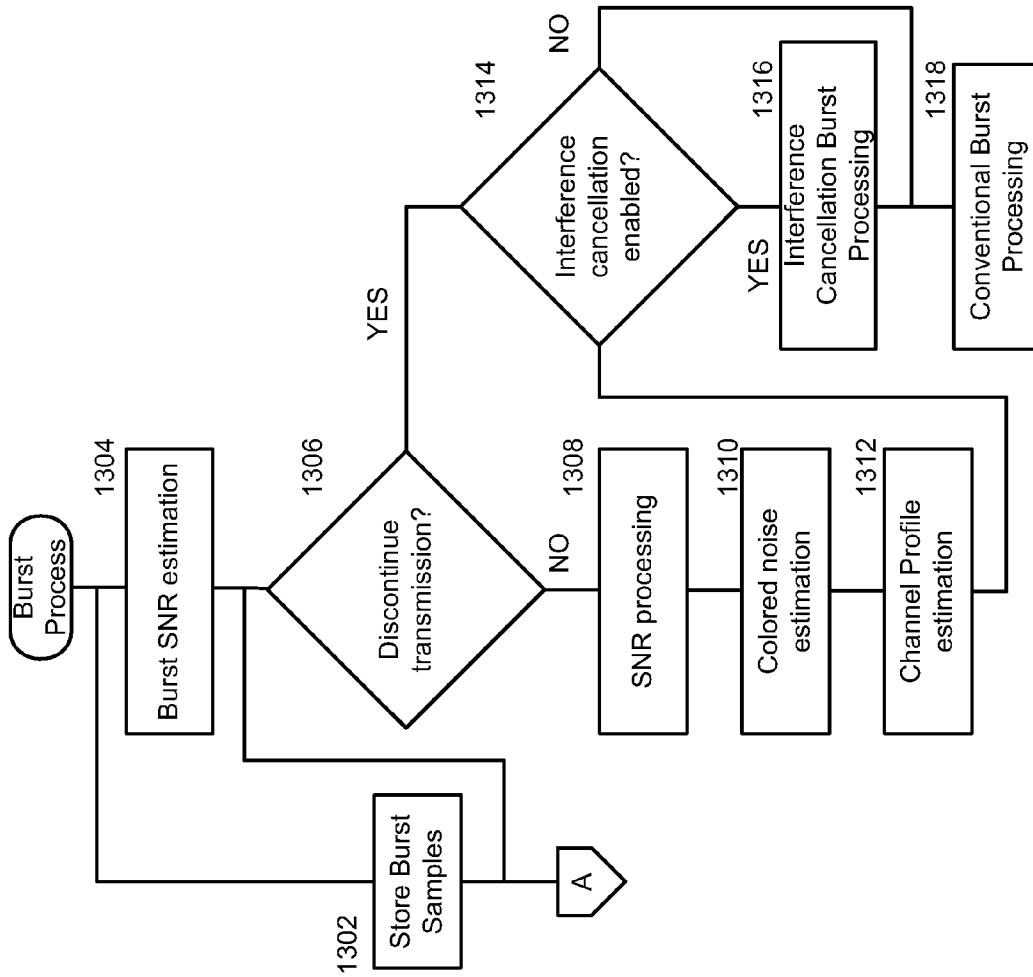 Burst
Process
1304
Burst SNR estimation
1302
Store Burst
Samples
A
1306
Discontinue
transmission?
YES
NO
1308
SNR processing
1310
Colored noise
estimation
1312
Channel Profile
estimation
1314
Interference
cancellation
enabled?
NO
YES
1316
Interference
Cancellation Burst
Processing
1318
Conventional Burst
Processing